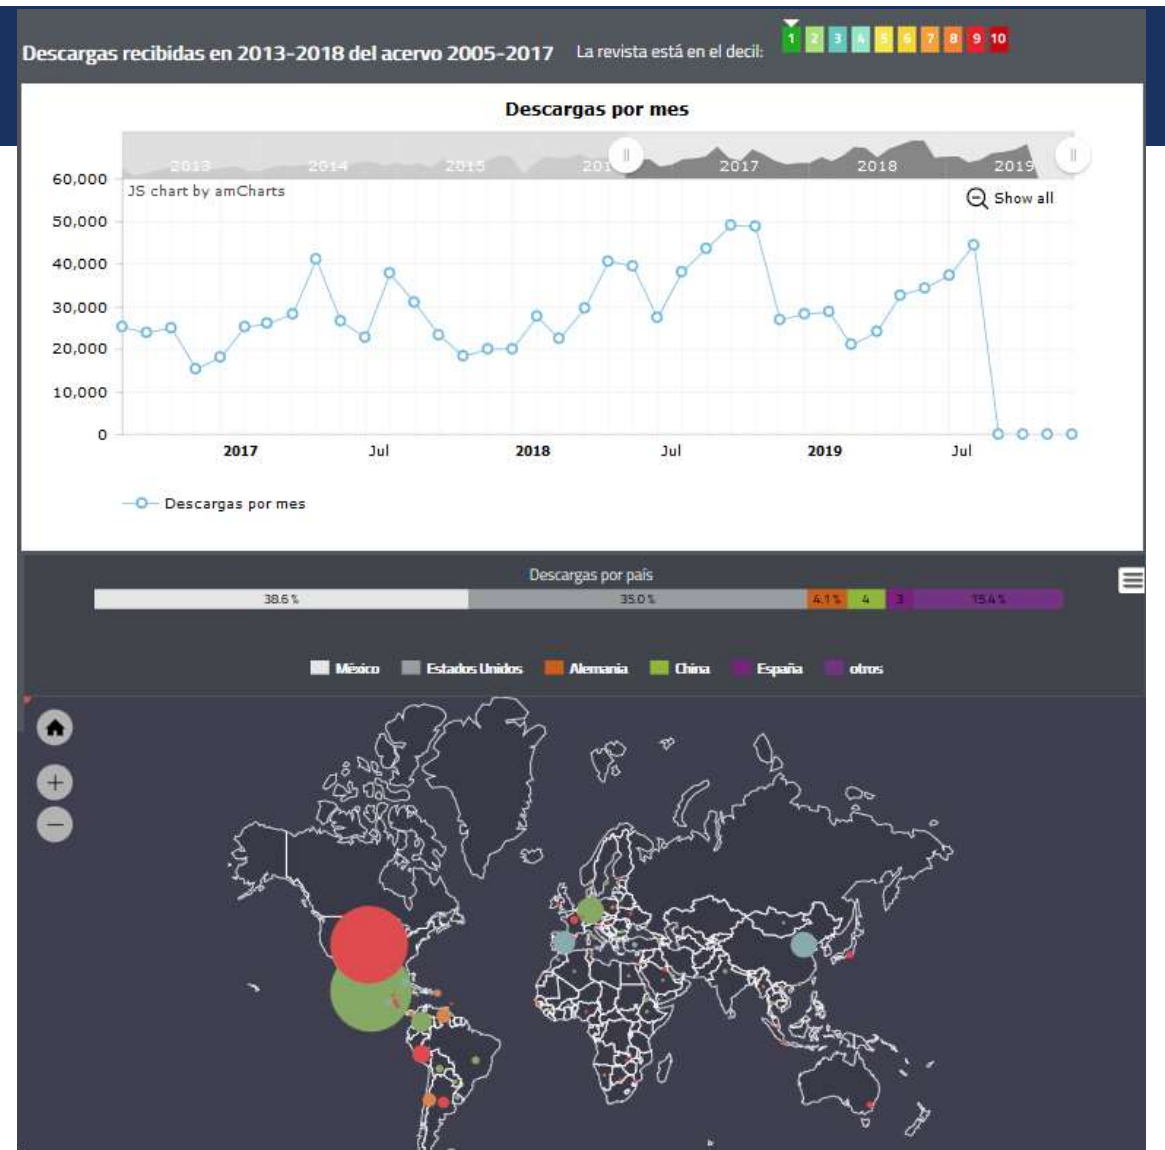 Descargas recibidas en 2013-2018 del acervo 2005-2017 La revista está en el decil: 1 2 3 4 5 6 7 8 9 10
Descargas por mes
2013 2014 2015 201 2017 2018 2019
60,000
JS chart by amCharts
Show all
50,000
40,000
30,000
20,000
10,000
0
2017 Jul 2018 Jul 2019 Jul
Descargas por mes
Descargas por país
38.6% 35.0% 4.1% 4 3 15.4%
México Estados Unidos Alemania China España otros